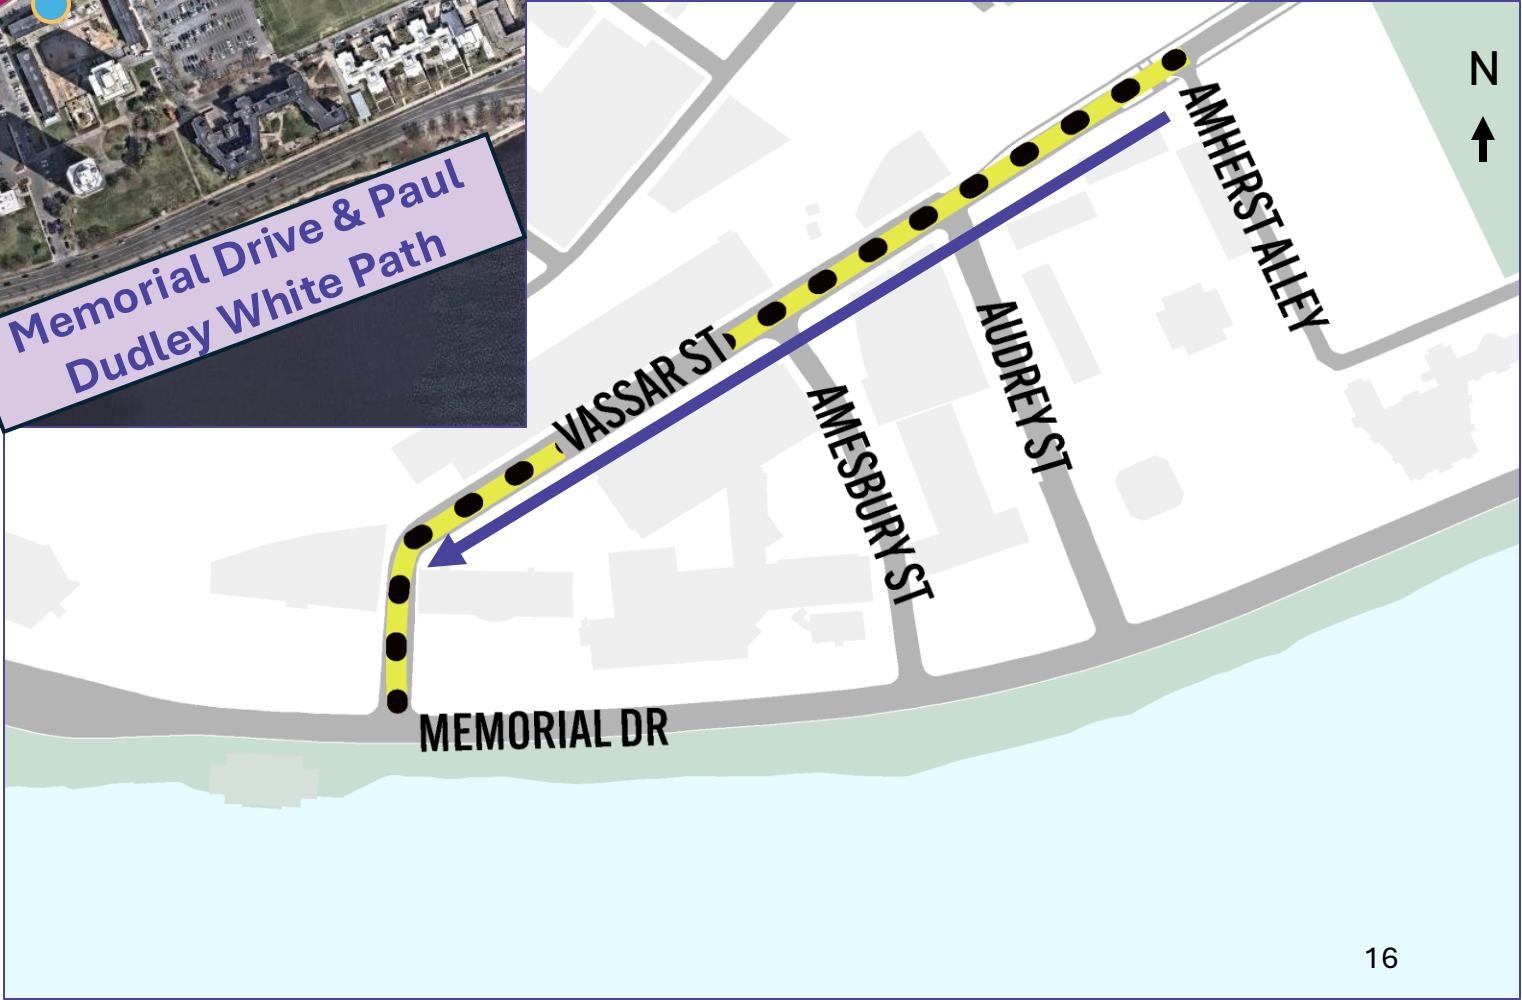 Memorial Drive & Paul
Dudley White Path
N
AMHERST ALLEY
VASSAR ST
AUDREY ST
AMESBURY ST
MEMORIAL DR
16